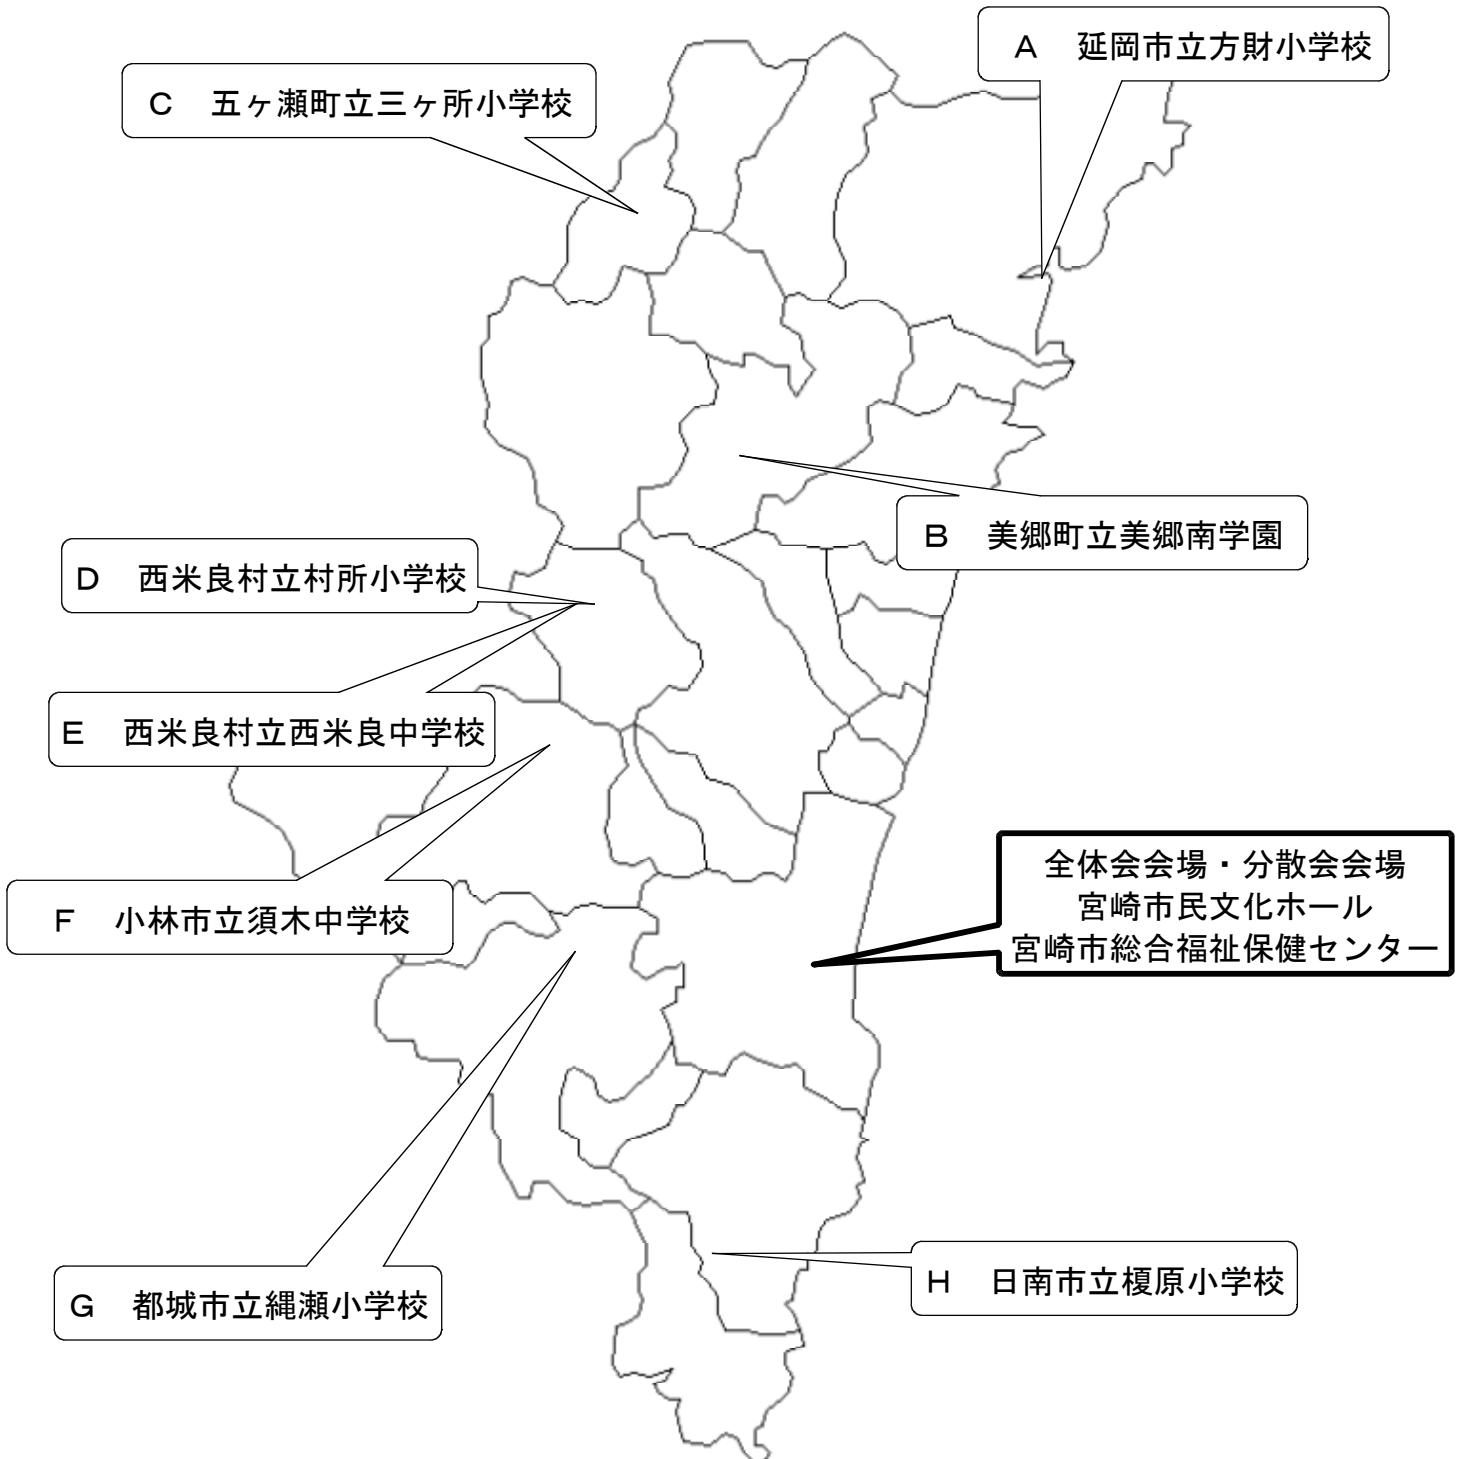 A 延岡市立方財小学校
C 五ヶ瀬町立三ヶ所小学校
B 美郷町立美郷南学園
D 西米良村立村所小学校
E 西米良村立西米良中学校
F 小林市立須木中学校
全体会会場・分散会会場
宮崎市民文化ホール
宮崎市総合福祉保健センター
G 都城市立縄瀬小学校
H 日南市立榎原小学校